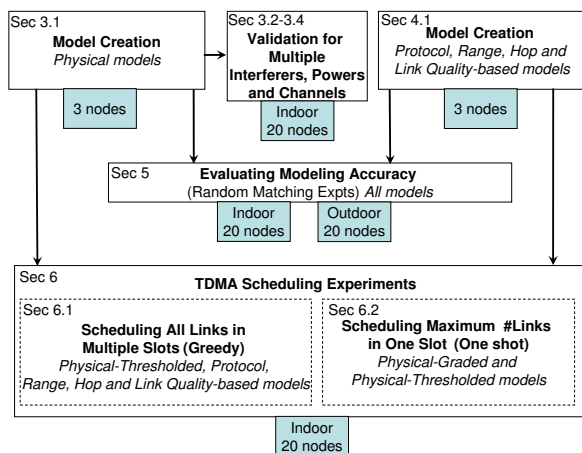 Sec 3.1
Model Creation
Physical models
3 nodes
Sec 3.2-3.4
Validation for
Multiple
Interferers, Powers
and Channels
Indoor
20 nodes
Sec 4.1
Model Creation
Protocol, Range, Hop and
Link Quality-based models
3 nodes
Sec 5
Evaluating Modeling Accuracy
(Random Matching Expts) All models
Indoor
20 nodes
Outdoor
20 nodes
Sec 6
TDMA Scheduling Experiments
Sec 6.1
Scheduling All Links in
Multiple Slots (Greedy)
Physical-Thresholded, Protocol,
Range, Hop and Link Quality-based models
Sec 6.2
Scheduling Maximum #Links
in One Slot (One shot)
Physical-Graded and
Physical-Thresholded models
Indoor
20 nodes